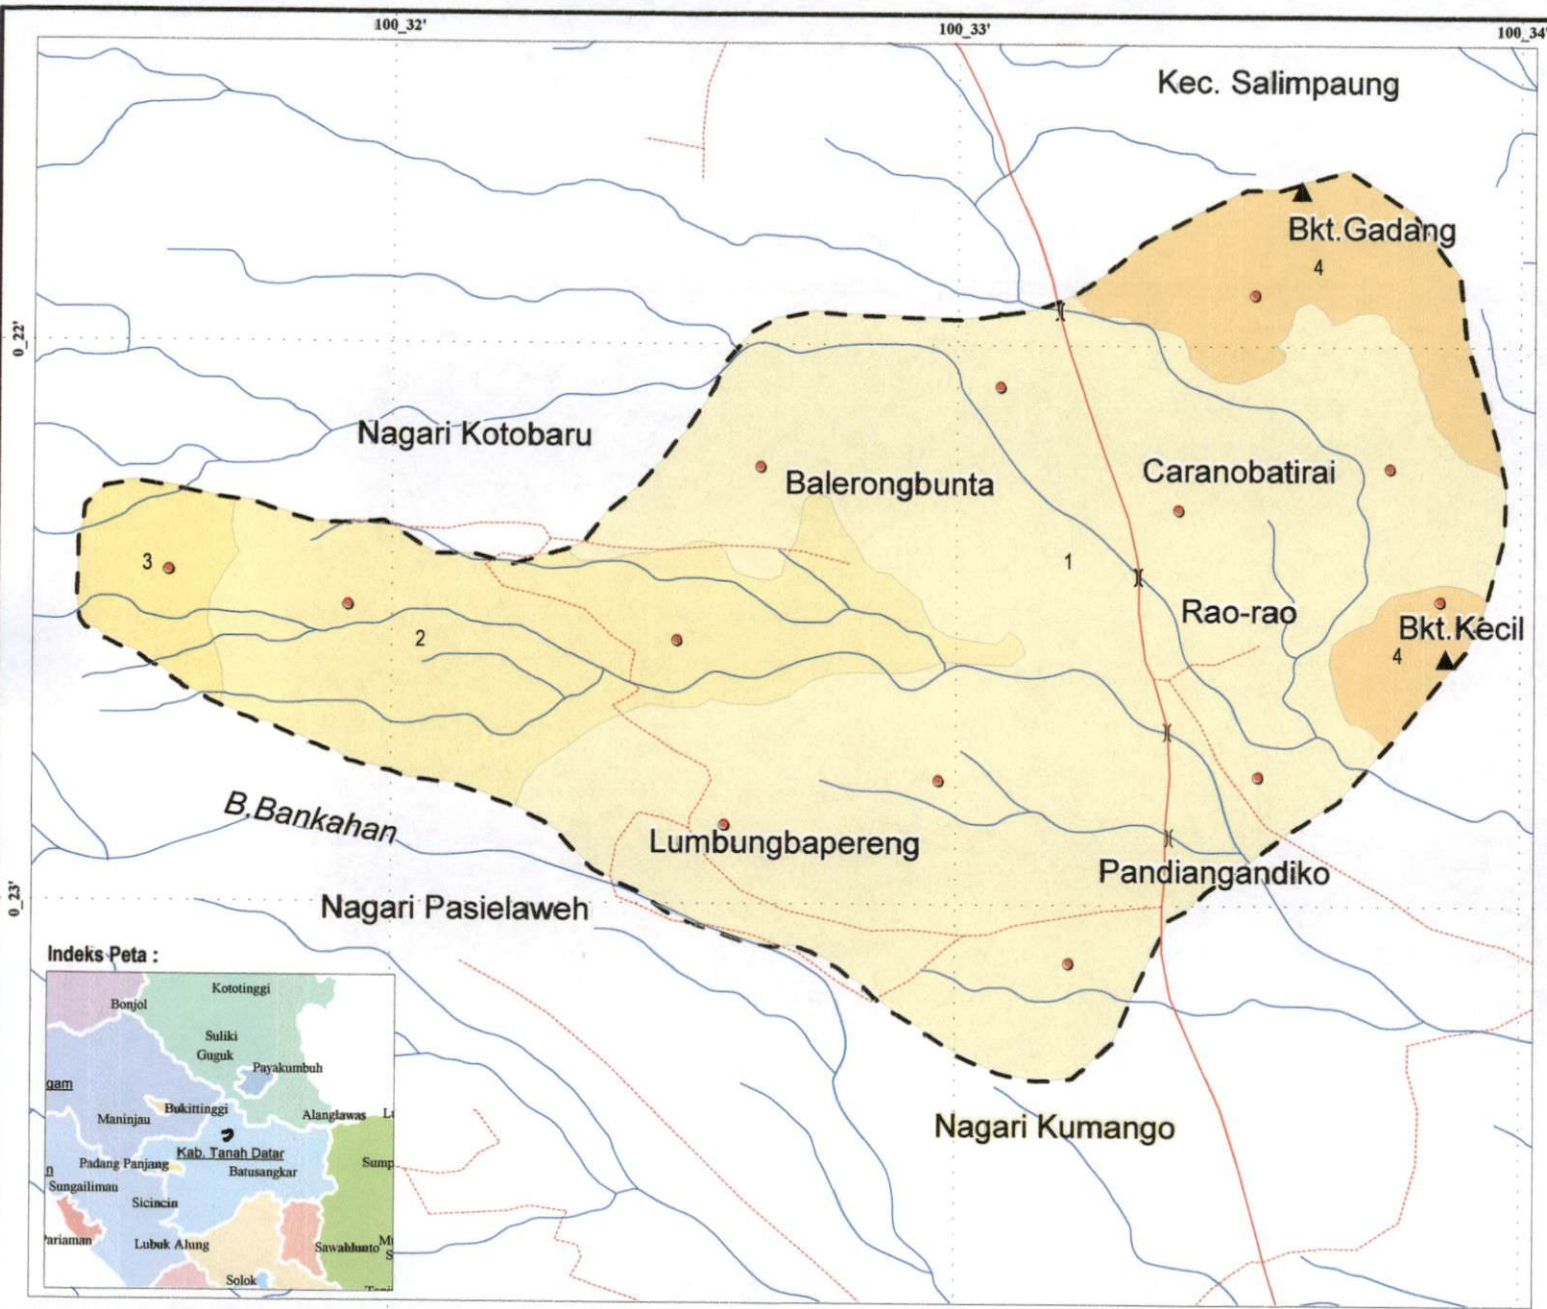 100_32'
100_33'
100_34'
Kec. Salimpaung
Bkt.Gadang
4
0_22'
Nagari Kotobaru
Balerongbunta
Caranobatirai
3
1
2
Rao-rao
Bkt.Kecil
4
B.Bankahan
Lumbungbapereng
Pandiangandiko
0_23'
Nagari Pasielaweh
Indeks Peta :
Bonjol
Kototinggi
Suliki
Guguk
Payakumbuh
gam
Maninjau
Bukittinggi
Alanglawas
Lu
Kab. Tanah Datar
Padang Panjang
Batusangkar
Sump
n
Sungailimau
Sicincin
Pariaman
Lubuk Alung
Sawahlunto
Solok
Nagari Kumango